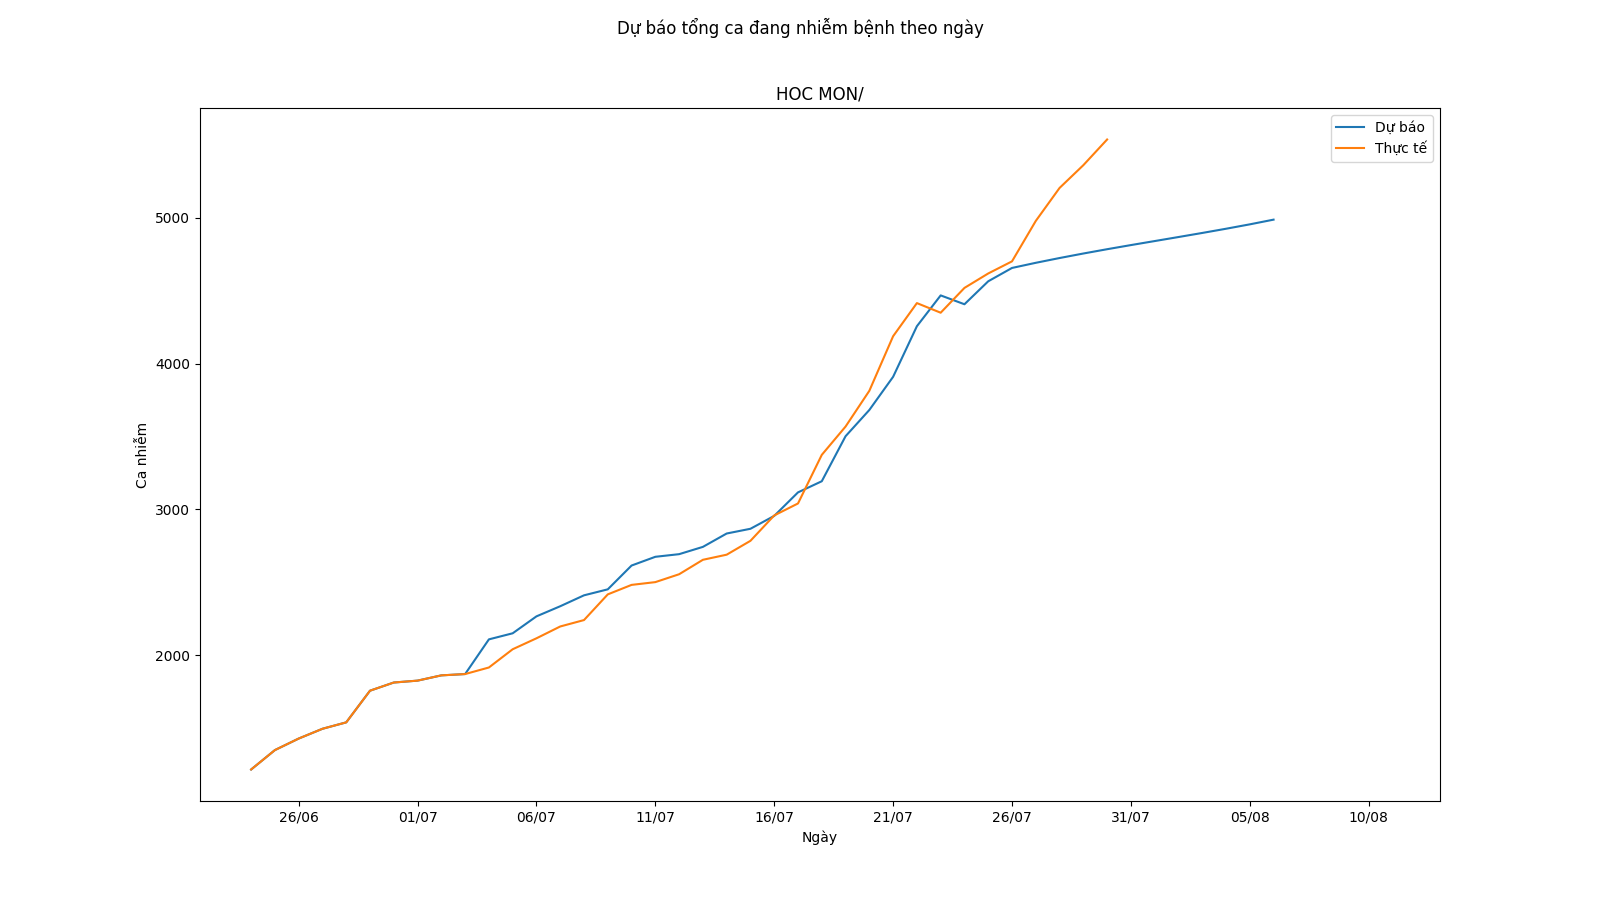 Dự báo tổng ca đang nhiễm bệnh theo ngày
HOC MON/
Dự báo
Thực tế
5000
4000
3000
2000
Ca nhiễm
26/06 01/07 06/07 11/07 16/07 21/07 26/07 31/07 05/08 10/08
Ngày